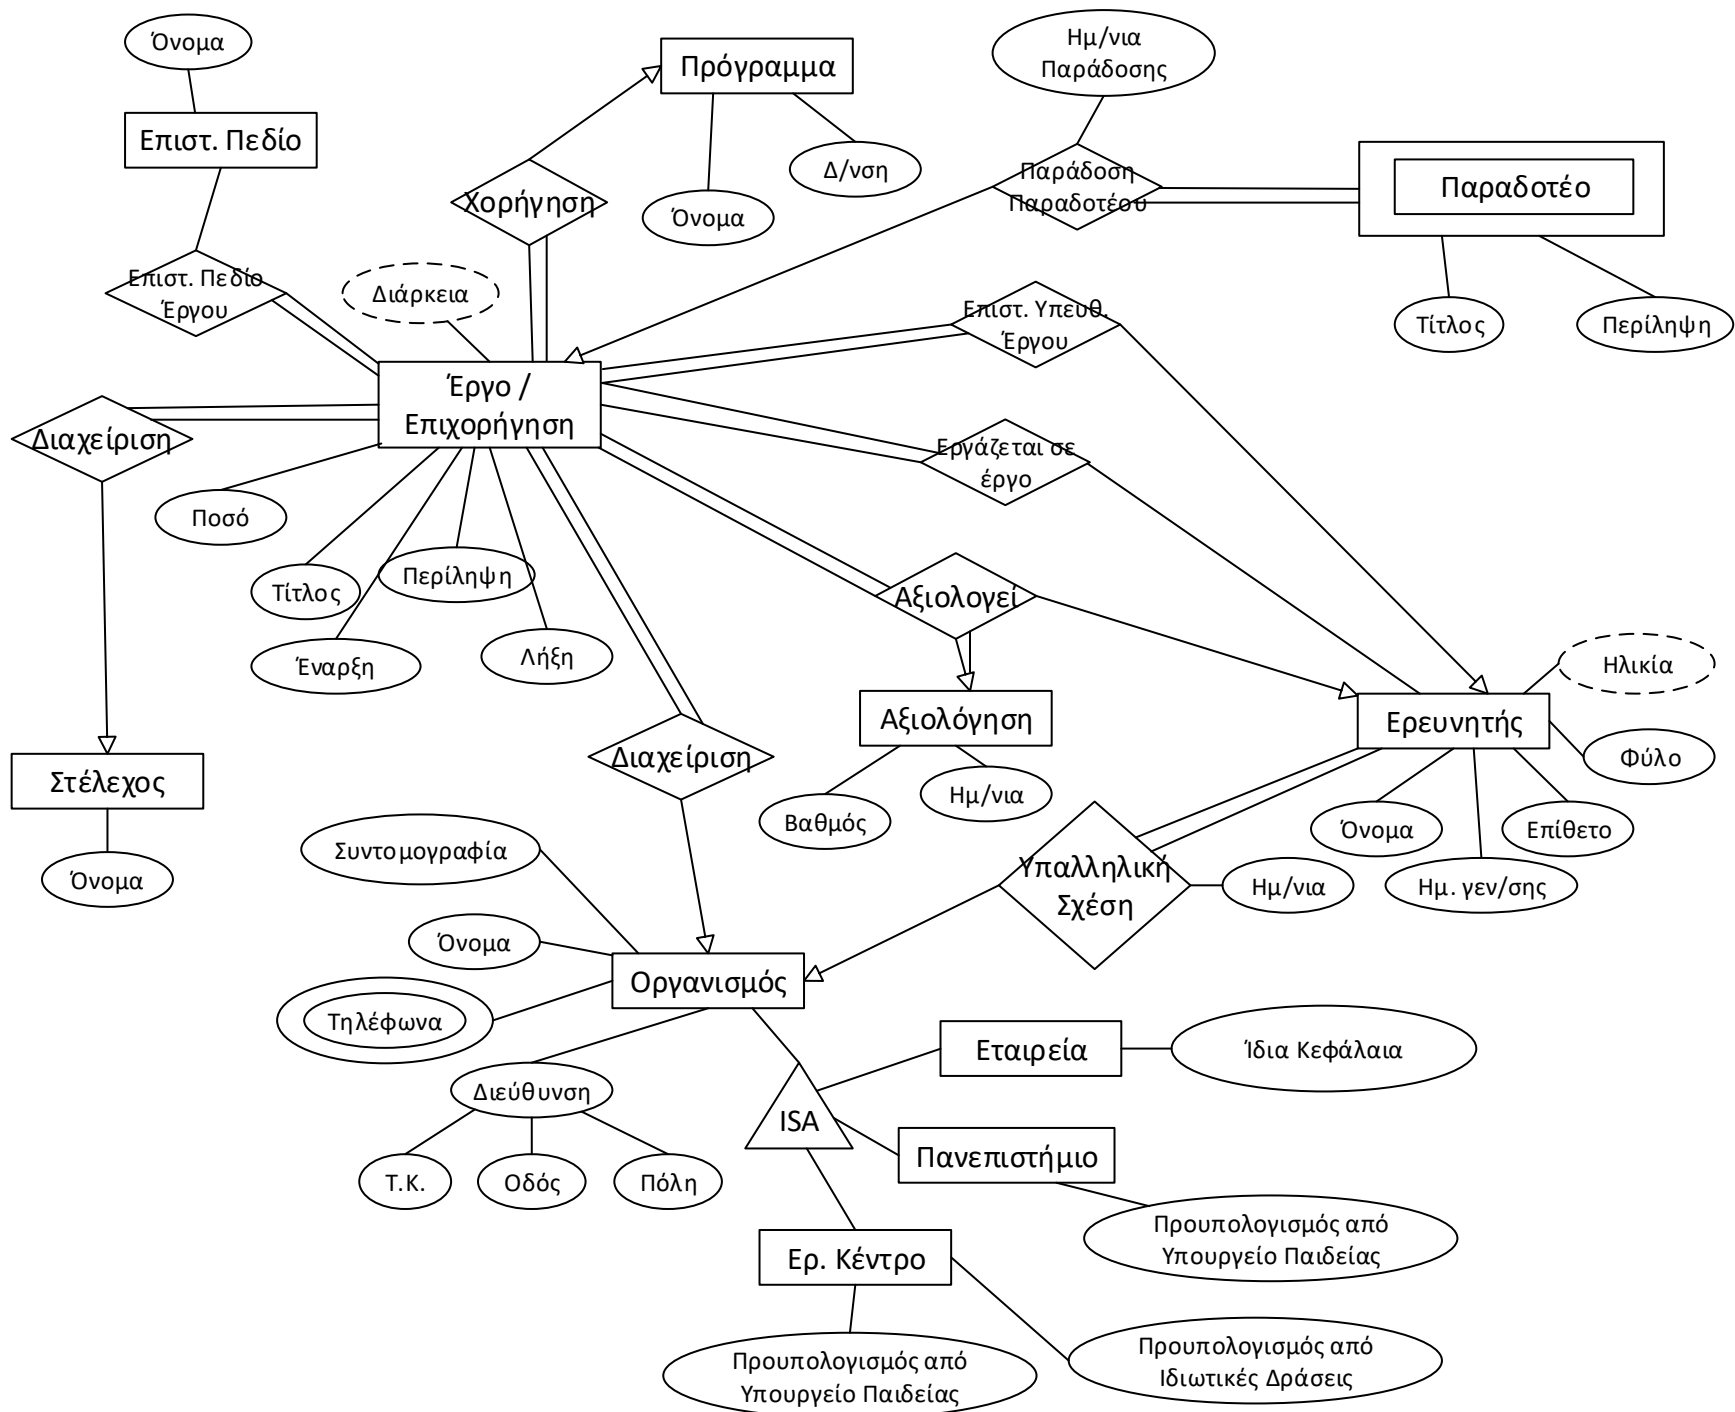 Όνομα
Πρόγραμμα
Ημ/νια
Παράδοσης
Επιστ. Πεδίο
Δ/νση
Παράδοση
Παραδοτέου
Παραδοτέο
Χορήγηση
Όνομα
Επιστ. Πεδίο
Έργου
Διάρκεια
Επιστ. Υπευθ.
Έργου
Τίτλος
Περίληψη
Έργο /
Επιχορήγηση
Διαχείριση
Εργάζεται σε
έργο
Ποσό
Τίτλος
Περίληψη
Αξιολογεί
Έναρξη
Λήξη
Ηλικία
Αξιολόγηση
Ερευνητής
Στέλεχος
Διαχείριση
Φύλο
Βαθμός
Ημ/νια
Όνομα
Επίθετο
Συντομογραφία
Όνομα
Υπαλληλική
Σχέση
Ημ/νια
Ημ. γεν/σης
Όνομα
Οργανισμός
Τηλέφωνα
Εταιρεία
Ίδια Κεφάλαια
Διεύθυνση
ISA
Πανεπιστήμιο
Τ.Κ.
Οδός
Πόλη
Προυπολογισμός από
Υπουργείο Παιδείας
Ερ. Κέντρο
Προυπολογισμός από
Υπουργείο Παιδείας
Προυπολογισμός από
Ιδιωτικές Δράσεις